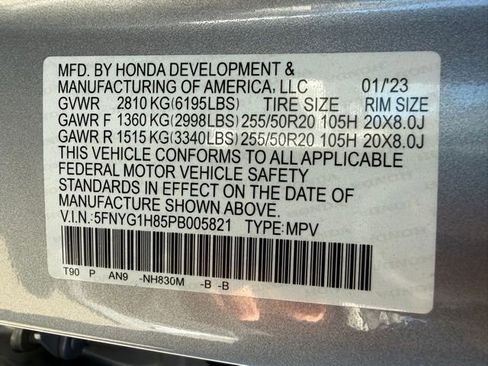 MFD. BY HONDA DEVELOPMENT &
MANUFACTURING OF AMERICA, LLC 01/'23
GVWR 2810 KG(6195LBS) TIRE SIZE RIM SIZE
GAWR F 1360 KG(2998LBS) 255/50R20 105H 20X8.0J
GAWR R 1515 KG(3340LBS) 255/50R20 105H 20X8.0J
THIS VEHICLE CONFORMS TO ALL APPLICABLE
FEDERAL MOTOR VEHICLE SAFETY
STANDARDS IN EFFECT ON THE DATE OF
MANUFACTURE SHOWN ABOVE.
V.I.N.:5FNYG1H85PB005821 TYPE:MPV
T90 P AN9 -NH830M -B -B